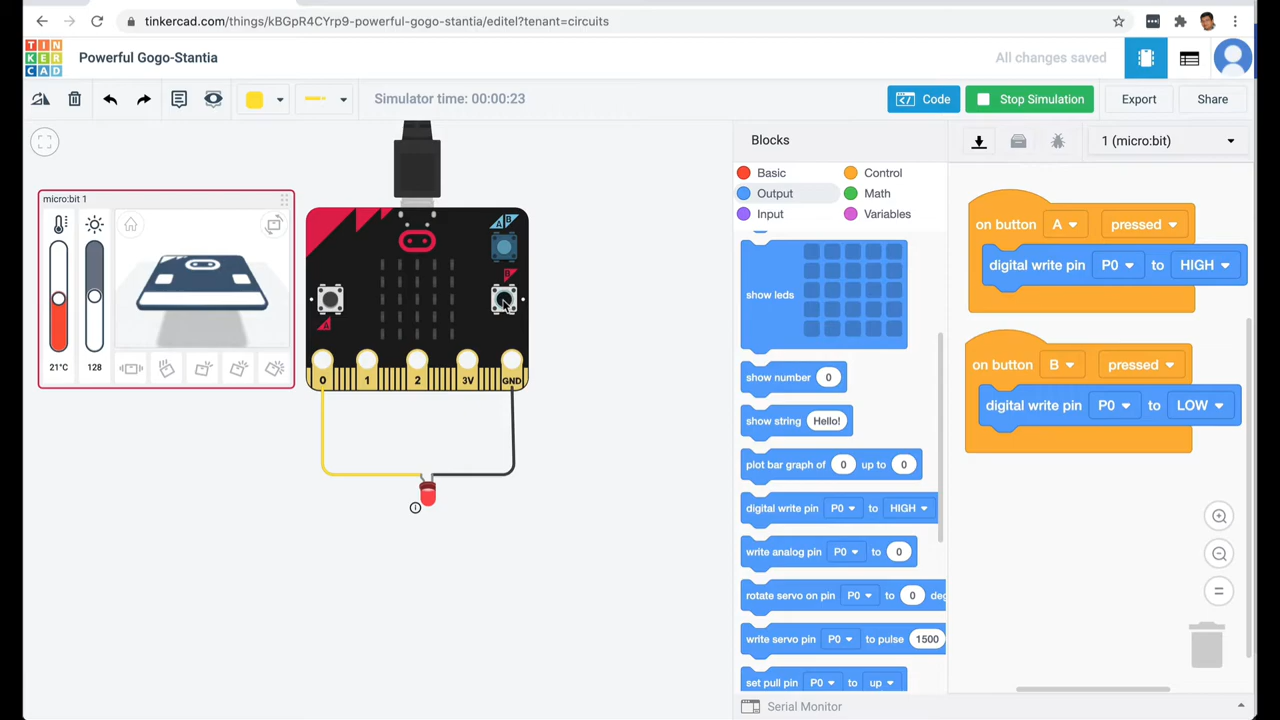 tinkercad.com/things/kBGpR4CYrp9-powerful-gogo-stantia/editel?tenant=circuits
TIN
KER
CAD
Powerful Gogo-Stantia
All changes saved
Simulator time: 00:00:23
Code
Stop Simulation
Export
Share
micro:bit 1
21°C
128
A B
B
A
0
1
2
3V
GND
Blocks
Basic
Control
Output
Math
Input
Variables
show leds
show number 0
show string Hello!
plot bar graph of 0 up to 0
digital write pin P0 to HIGH
write analog pin P0 to 0
rotate servo on pin P0 to 0 deg
write servo pin P0 to pulse 1500
set pull pin P0 to up
1 (micro:bit)
on button A pressed
digital write pin P0 to HIGH
on button B pressed
digital write pin P0 to LOW
Serial Monitor